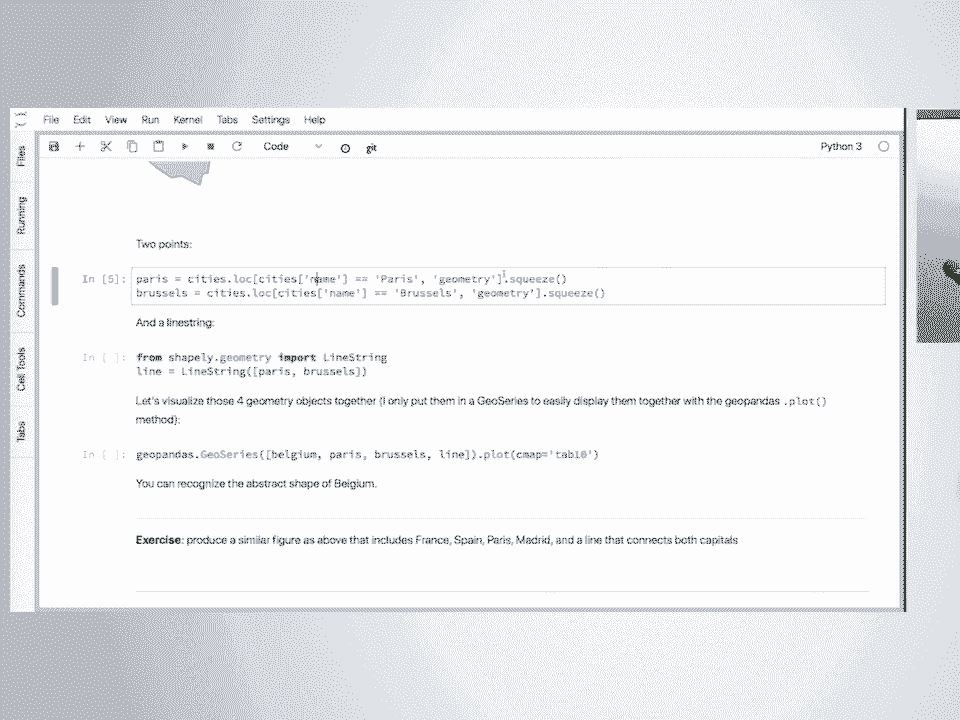 File Edit View Run Kernel Tabs Settings Help
Code
git
Python 3
Files
Running
Commands
Cell Tools
Tabs
Two points:
In [5]: paris = cities.loc[cities['name'] == 'Paris', 'geometry'].squeeze()
brussels = cities.loc[cities['name'] == 'Brussels', 'geometry'].squeeze()
And a linestring:
In [ ]: from shapely.geometry import LineString
line = LineString([paris, brussels])
Let's visualize those 4 geometry objects together (I only put them in a GeoSeries to easily display them together with the geopandas .plot()
method):
In [ ]: geopandas.GeoSeries([belgium, paris, brussels, line]).plot(cmap='tab10')
You can recognize the abstract shape of Belgium.
Exercise: produce a similar figure as above that includes France, Spain, Paris, Madrid, and a line that connects both capitals